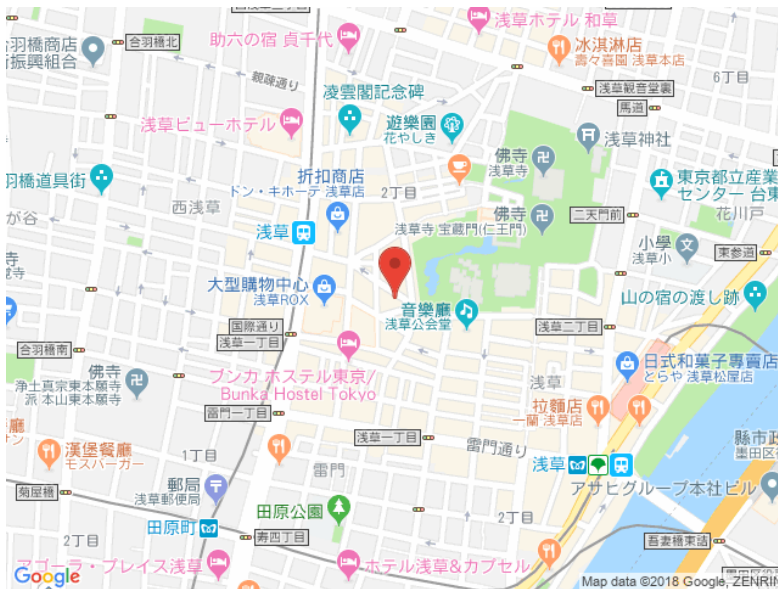 浅草ホテル 和草
助六の宿 貞千代
冰淇淋店
壽々喜園 浅草本店
合羽橋商店
振興組合
合羽橋北
親疎通り
6丁目
浅草観音堂裏
馬道
凌雲閣記念碑
遊樂園
花やしき
浅草神社
浅草ビューホテル
佛寺
浅草寺
折扣商店
ドン・キホーテ 浅草店
2丁目
東京都立産業
センター 台東
花川戸
羽橋道具街
西浅草
が谷
佛寺
浅草寺 宝蔵門(仁王門)
二天門前
浅草
小學
浅草小
東参道
大型購物中心
浅草ROX
音樂廳
浅草公会堂
山の宿の渡し跡
国際通り
浅草一丁目
浅草二丁目
合羽橋南
佛寺
浄土真宗東本願寺
派 本山東本願寺
ブンカ ホステル東京/
Bunka Hostel Tokyo
日式和菓子專賣店
とらや 浅草松屋店
浅草
雷門一丁目
拉麵店
一蘭 浅草店
浅草一丁目
雷門通り
漢堡餐廳
モスバーガー
1丁目
雷門
浅草
縣市政
墨田区
郵局
浅草郵便局
アサヒグループ本社ビル
菊屋橋
田原公園
田原町
寿四丁目
2丁目
2丁目
吾妻橋東詰
アゴーラ・プレイス浅草
ホテル浅草&カプセル
Google
Map data ©2018 Google, ZENRIN